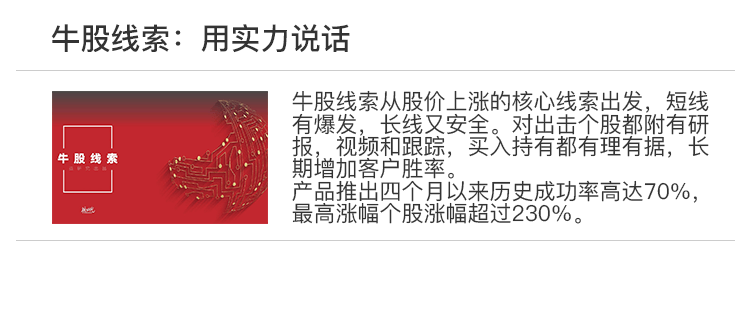 牛股线索：用实力说话
牛股线索
牛股线索从股价上涨的核心线索出发，短线
有爆发，长线又安全。对出击个股都附有研
报，视频和跟踪，买入持有都有理有据，长
期增加客户胜率。
产品推出四个月以来历史成功率高达70%，
最高涨幅个股涨幅超过230%。